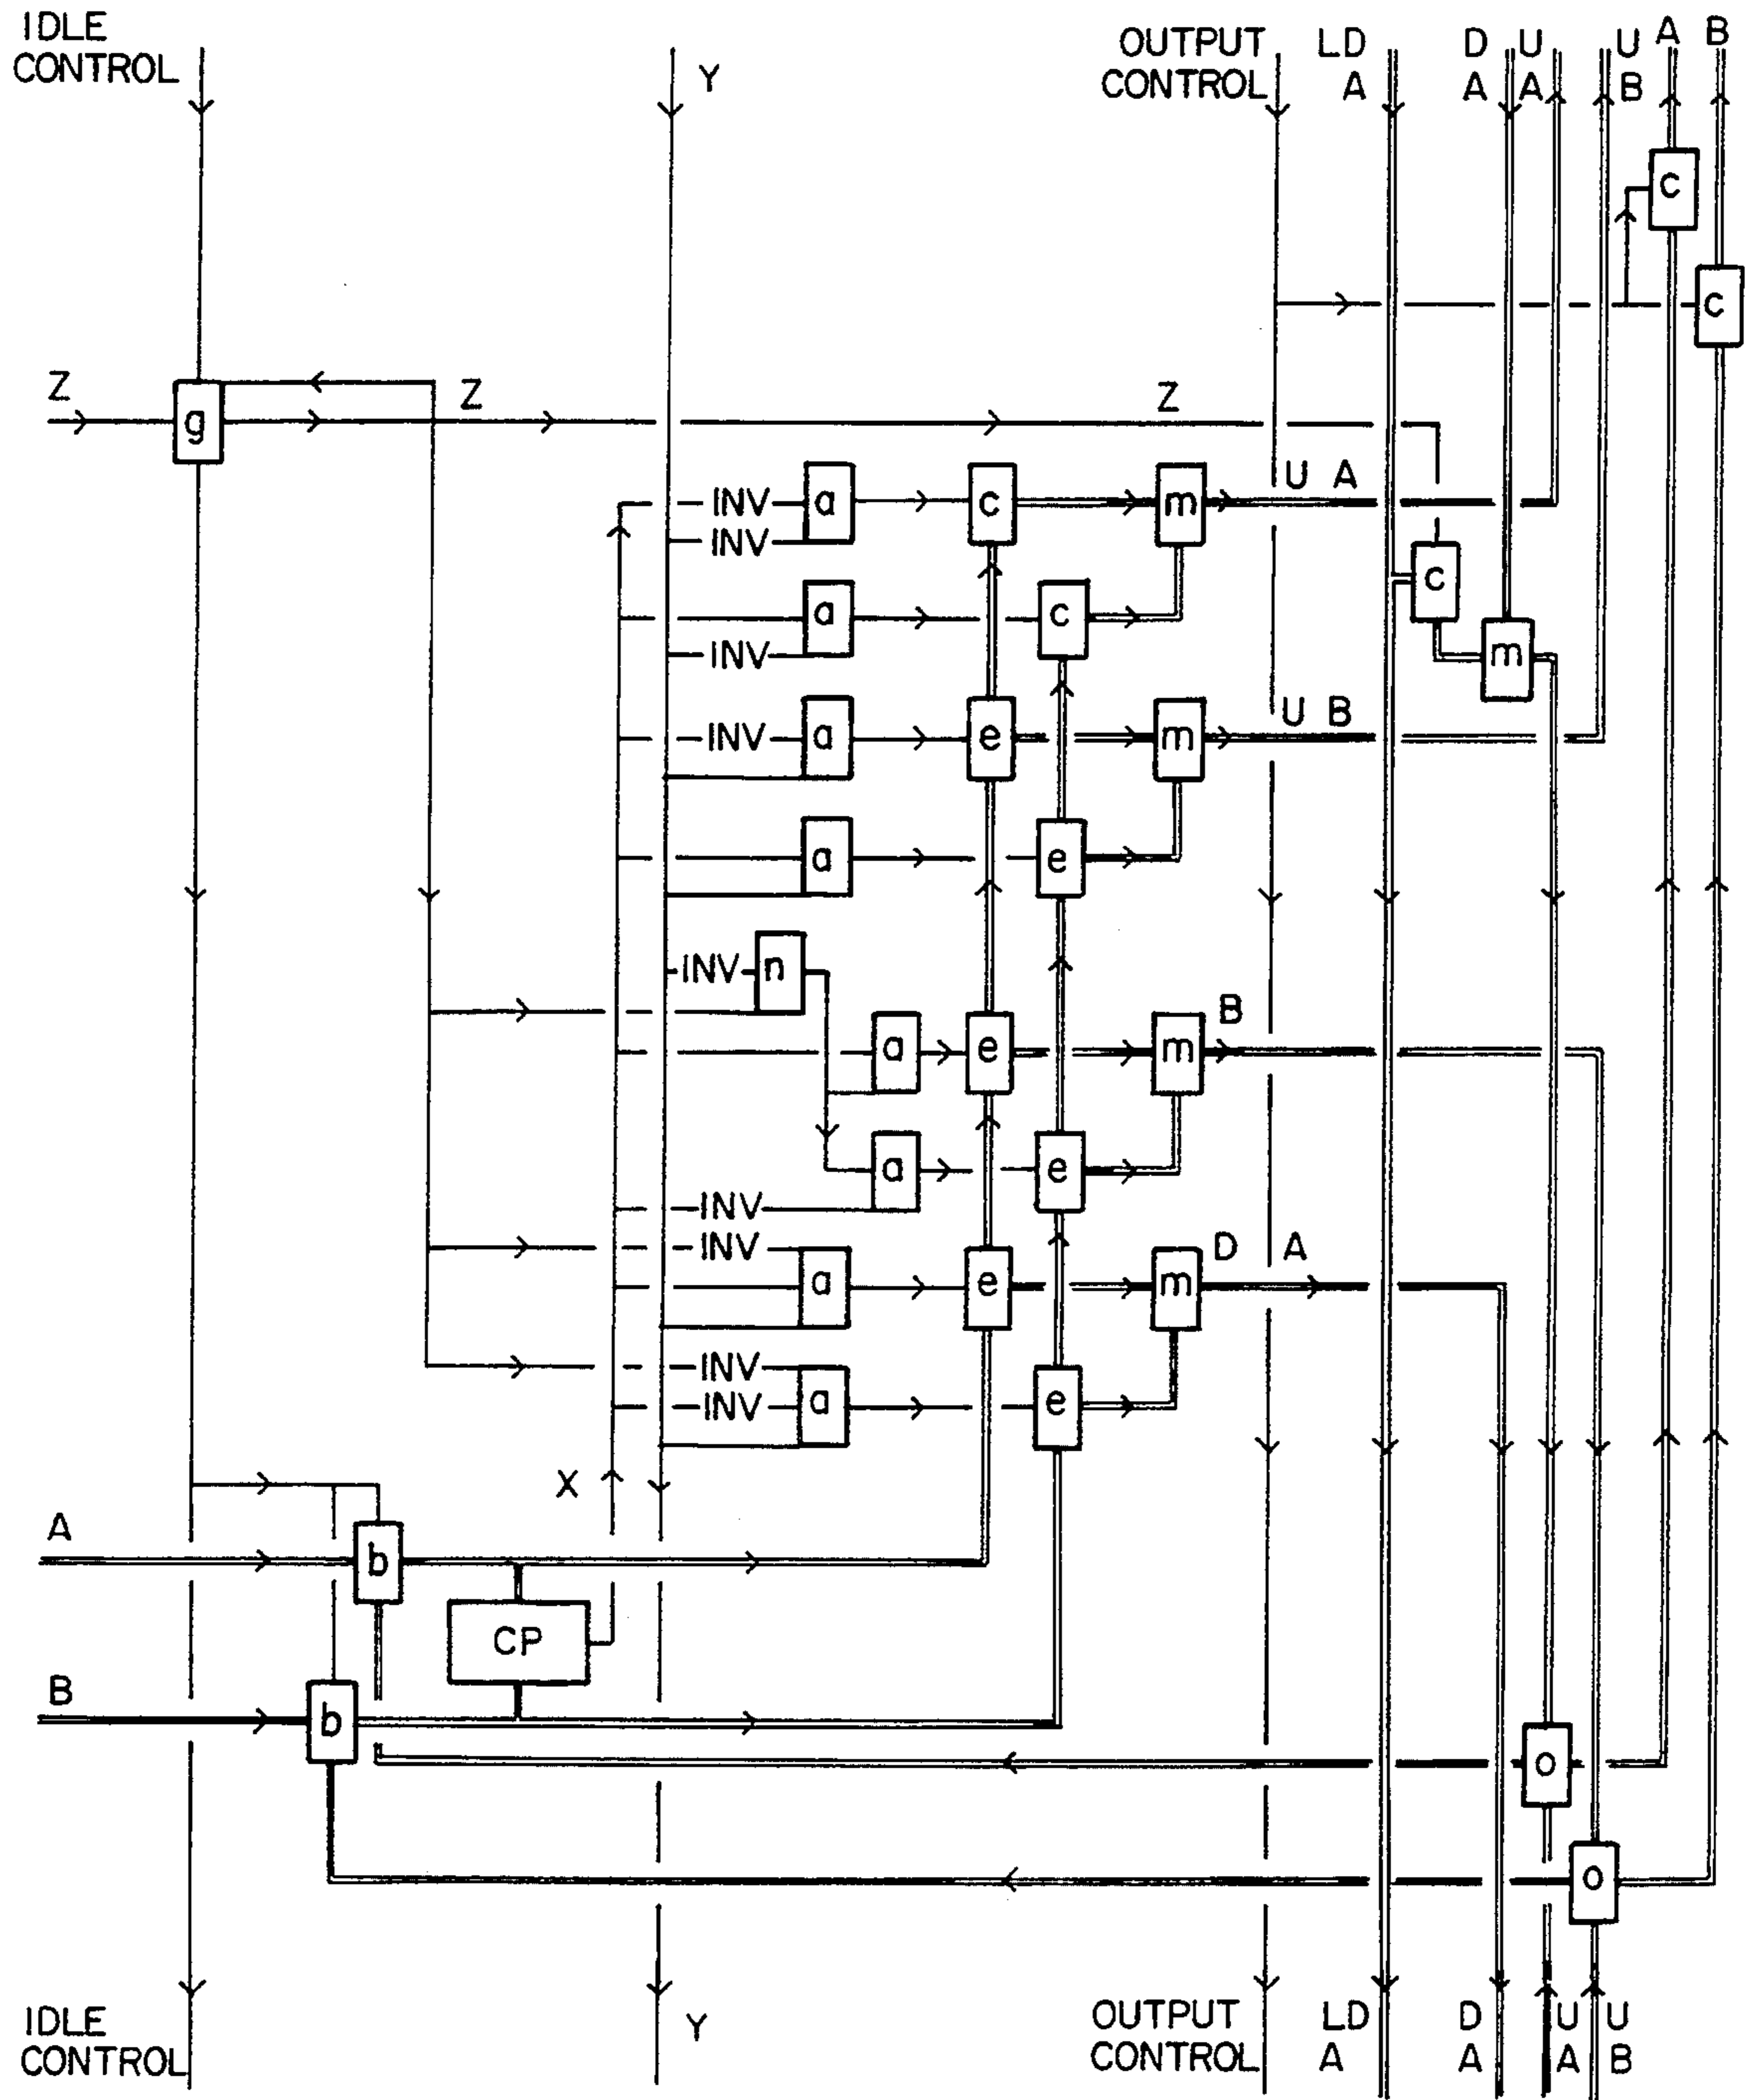 IDLE
CONTROL
Y
OUTPUT
CONTROL
LD
A
D
A
U
A
U
B
A
B
c
c
Z
g
Z
Z
INV
a
c
m
U A
INV
c
a
c
INV
m
INV
a
e
m
U B
a
e
INV
n
B
a
e
m
a
e
INV
INV
D A
a
e
m
INV
INV
a
e
X
A
b
CP
B
b
o
o
IDLE
CONTROL
Y
OUTPUT
CONTROL
LD
A
D
A
U
A
U
B